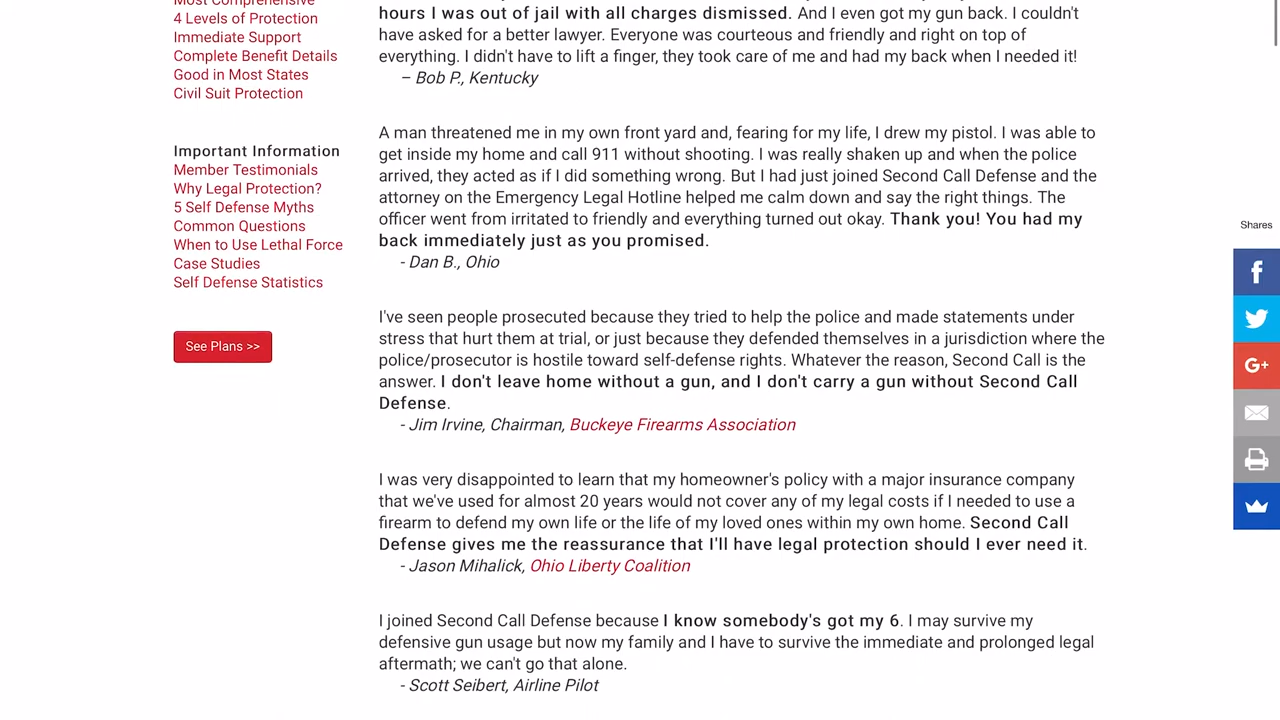 4 Levels of Protection
Immediate Support
Complete Benefit Details
Good in Most States
Civil Suit Protection
Important Information
Member Testimonials
Why Legal Protection?
5 Self Defense Myths
Common Questions
When to Use Lethal Force
Case Studies
Self Defense Statistics
See Plans >>
hours I was out of jail with all charges dismissed. And I even got my gun back. I couldn't
have asked for a better lawyer. Everyone was courteous and friendly and right on top of
everything. I didn't have to lift a finger, they took care of me and had my back when I needed it!
– Bob P., Kentucky
A man threatened me in my own front yard and, fearing for my life, I drew my pistol. I was able to
get inside my home and call 911 without shooting. I was really shaken up and when the police
arrived, they acted as if I did something wrong. But I had just joined Second Call Defense and the
attorney on the Emergency Legal Hotline helped me calm down and say the right things. The
officer went from irritated to friendly and everything turned out okay. Thank you! You had my
back immediately just as you promised.
- Dan B., Ohio
I've seen people prosecuted because they tried to help the police and made statements under
stress that hurt them at trial, or just because they defended themselves in a jurisdiction where the
police/prosecutor is hostile toward self-defense rights. Whatever the reason, Second Call is the
answer. I don't leave home without a gun, and I don't carry a gun without Second Call
Defense.
- Jim Irvine, Chairman, Buckeye Firearms Association
I was very disappointed to learn that my homeowner's policy with a major insurance company
that we've used for almost 20 years would not cover any of my legal costs if I needed to use a
firearm to defend my own life or the life of my loved ones within my own home. Second Call
Defense gives me the reassurance that I'll have legal protection should I ever need it.
- Jason Mihalick, Ohio Liberty Coalition
I joined Second Call Defense because I know somebody's got my 6. I may survive my
defensive gun usage but now my family and I have to survive the immediate and prolonged legal
aftermath; we can't go that alone.
- Scott Seibert, Airline Pilot
Shares
f
G+